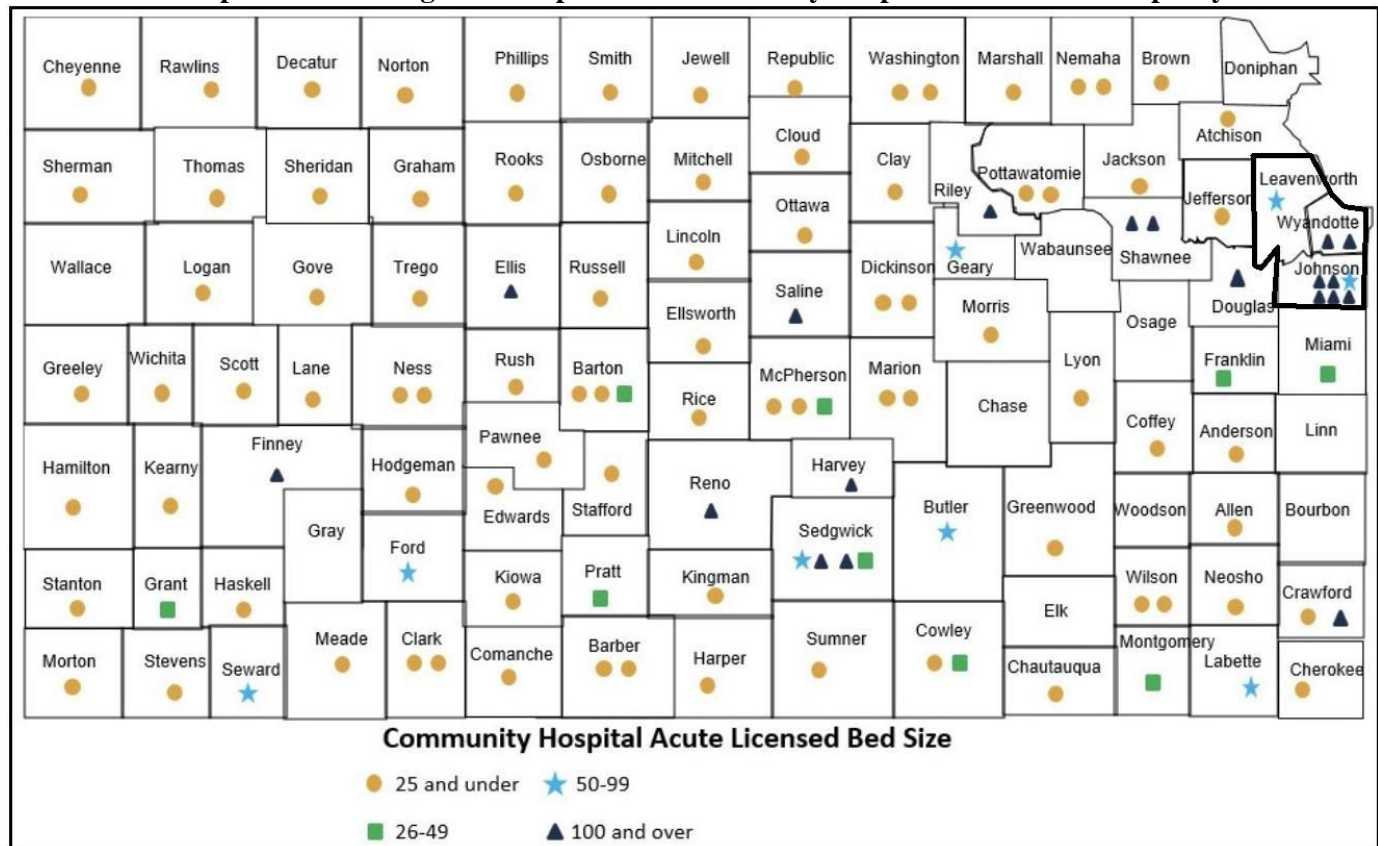 Cheyenne Rawlins Decatur Norton Phillips Smith Jewell Republic Washington Marshall Nemaha Brown Doniphan
Atchison
Sherman Thomas Sheridan Graham Rooks Osborne Mitchell Cloud Clay Riley Pottawatomie Jackson Jefferson Leavenworth
Wyandotte
Ottawa
Wallace Logan Gove Trego Ellis Russell Lincoln Dickinson Geary Wabaunsee Shawnee Johnson
Saline
Ellsworth Morris Douglas
Osage
Greeley Wichita Scott Lane Ness Rush Barton McPherson Marion Lyon Franklin Miami
Rice Chase
Coffey Anderson Linn
Hamilton Kearny Finney Hodgeman Pawnee Harvey
Reno
Edwards Stafford Butler Greenwood Woodson Allen Bourbon
Gray Sedgwick
Ford
Stanton Grant Haskell Kiowa Pratt Kingman Wilson Neosho Crawford
Elk
Morton Stevens Seward Meade Clark Comanche Barber Harper Sumner Cowley Chautauqua Montgomery Labette Cherokee
Community Hospital Acute Licensed Bed Size
25 and under 50-99
26-49 100 and over